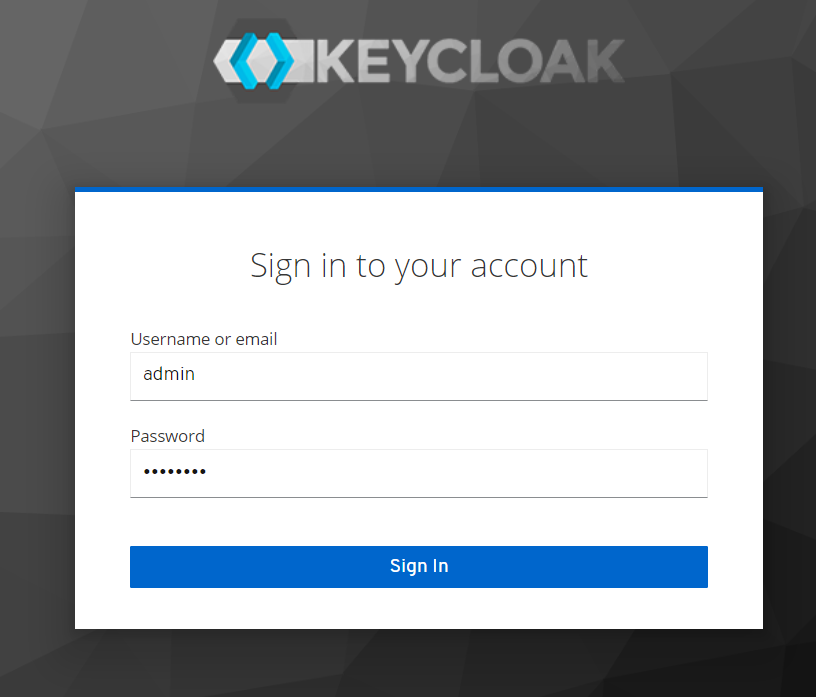 KEYCLOAK
Sign in to your account
Username or email
admin
Password
••••••••
Sign In